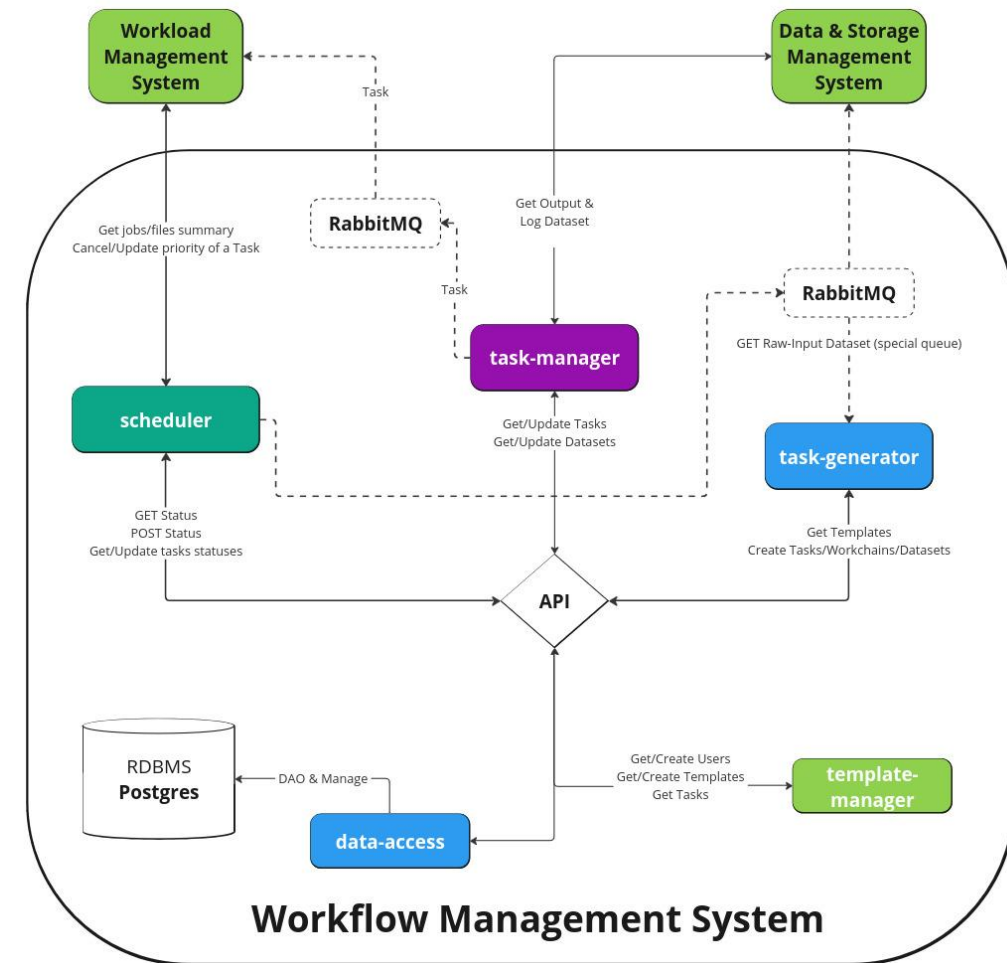 Workload
Management
System
Data & Storage
Management
System
Task
RabbitMQ
Get Output &
Log Dataset
Get jobs/files summary
Cancel/Update priority of a Task
Task
RabbitMQ
GET Raw-Input Dataset (special queue)
task-manager
scheduler
Get/Update Tasks
Get/Update Datasets
task-generator
GET Status
POST Status
Get/Update tasks statuses
Get Templates
Create Tasks/Workchains/Datasets
API
RDBMS
Postgres
DAO & Manage
Get/Create Users
Get/Create Templates
Get Tasks
template-
manager
data-access
Workflow Management System